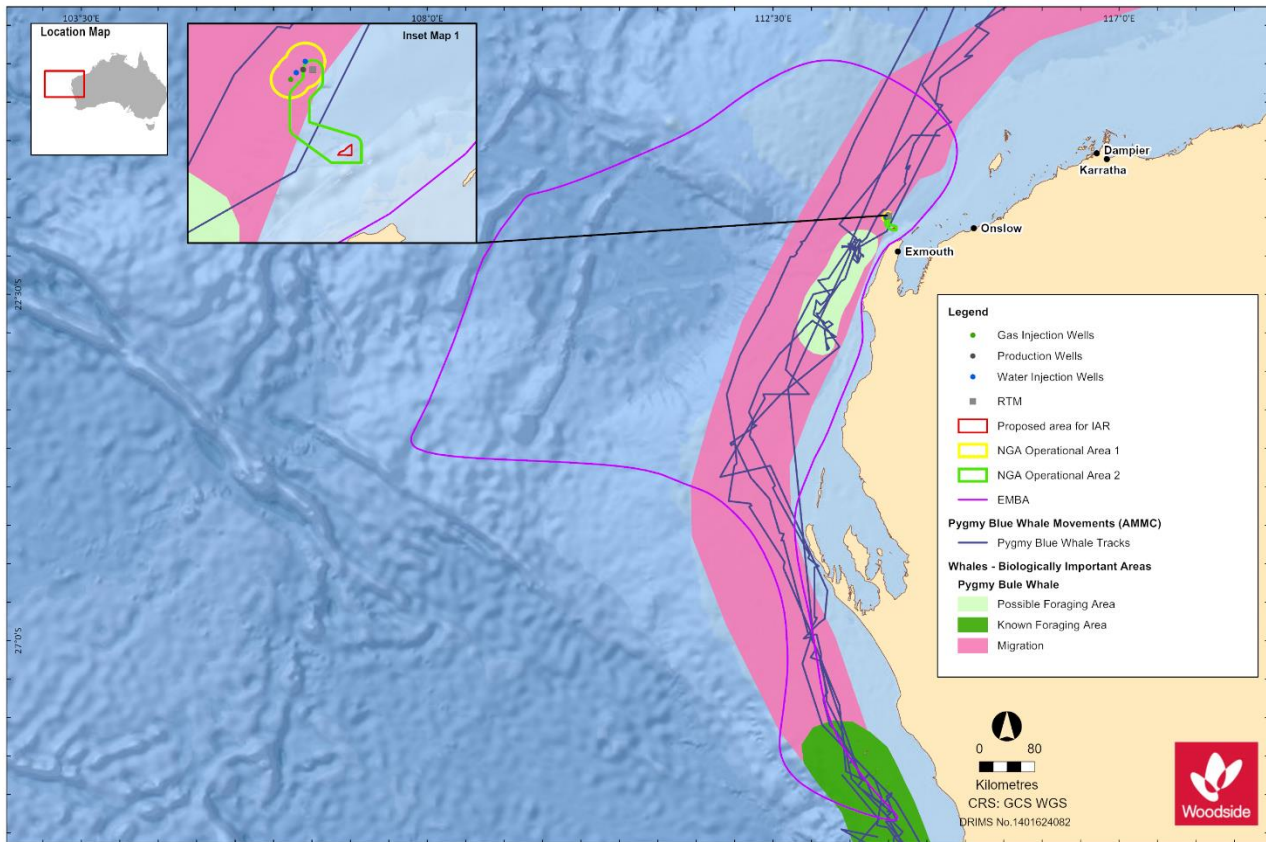 103°30'0"E
108°0'0"E
112°30'0"E
117°0'0"E
Location Map
Inset Map 1
22°30'S
27°0'S
Dampier
Karratha
Onslow
Exmouth
Legend
Gas Injection Wells
Production Wells
Water Injection Wells
RTM
Proposed area for IAR
NGA Operational Area 1
NGA Operational Area 2
EMBA
Pygmy Blue Whale Movements (AMMC)
Pygmy Blue Whale Tracks
Whales - Biologically Important Areas
Pygmy Bule Whale
Possible Foraging Area
Known Foraging Area
Migration
0 80
Kilometres
CRS: GCS WGS
DRIMS No.1401624082
Woodside